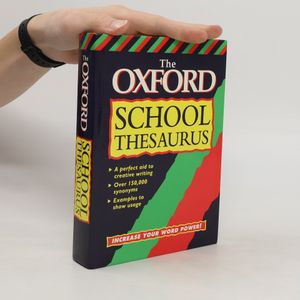 The
OXFORD
SCHOOL
THESAURUS
▸ A perfect aid to
creative writing
▸ Over 150,000
synonyms
▸ Examples to
show usage
INCREASE YOUR WORD POWER!
The
OXFORD
SCHOOL
THESAURUS